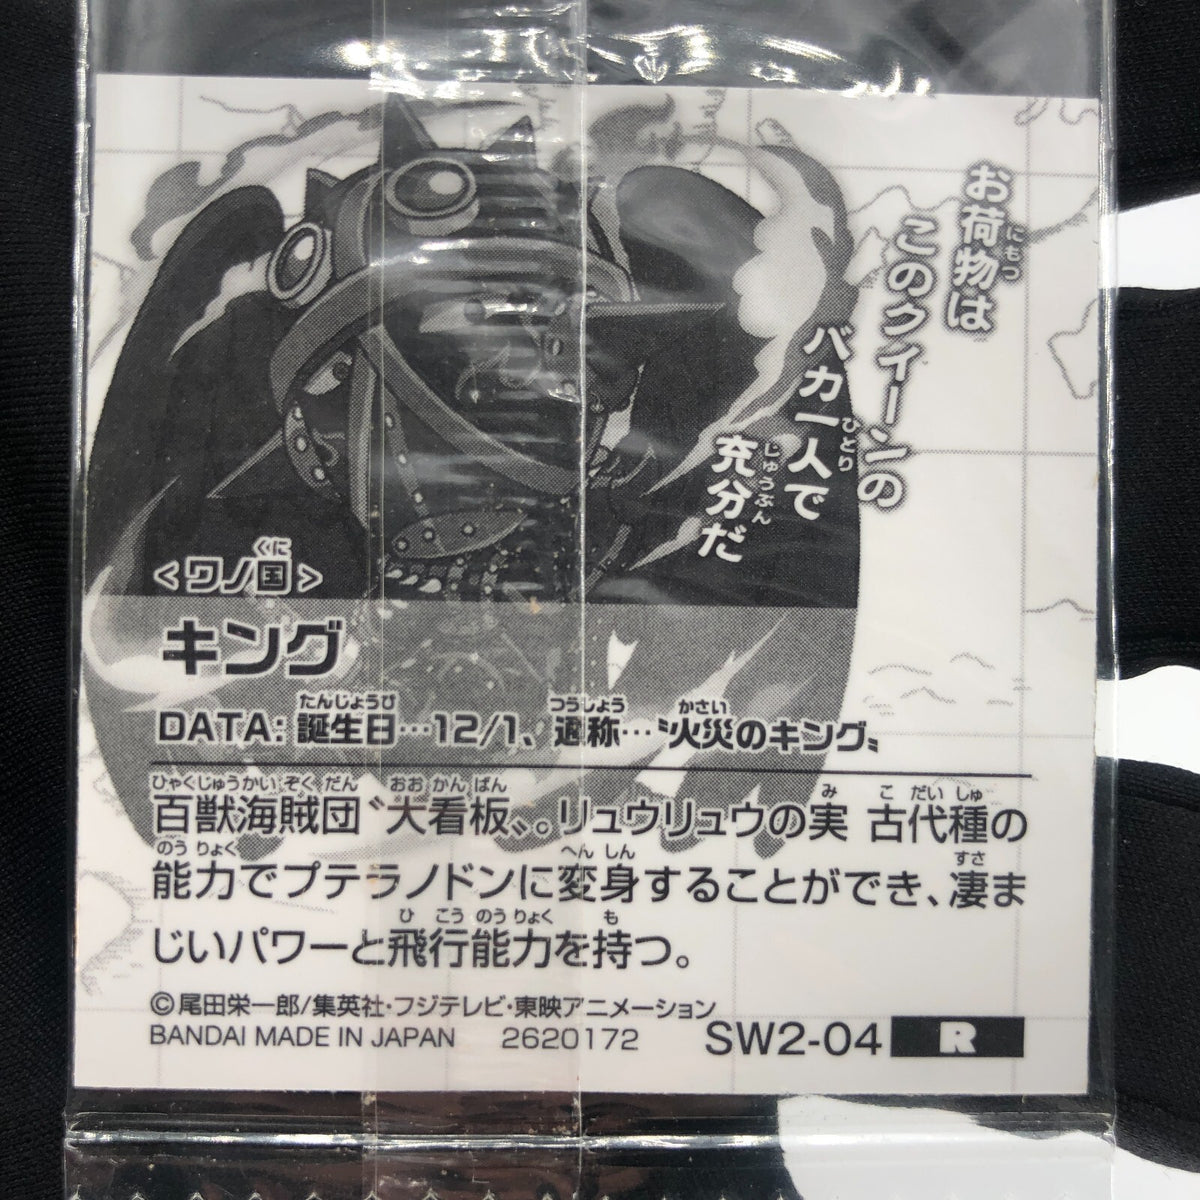 お荷物は
このクイーンの
バカ一人で
充分だ
<ワノ国>
キング
DATA: 誕生日…12/1、通称…〝火災のキング〟
百獣海賊団〝大看板〟。リュウリュウの実 古代種の
能力でプテラノドンに変身することができ、凄ま
じいパワーと飛行能力を持つ。
©尾田栄一郎/集英社・フジテレビ・東映アニメーション
BANDAI MADE IN JAPAN 2620172 SW2-04 R